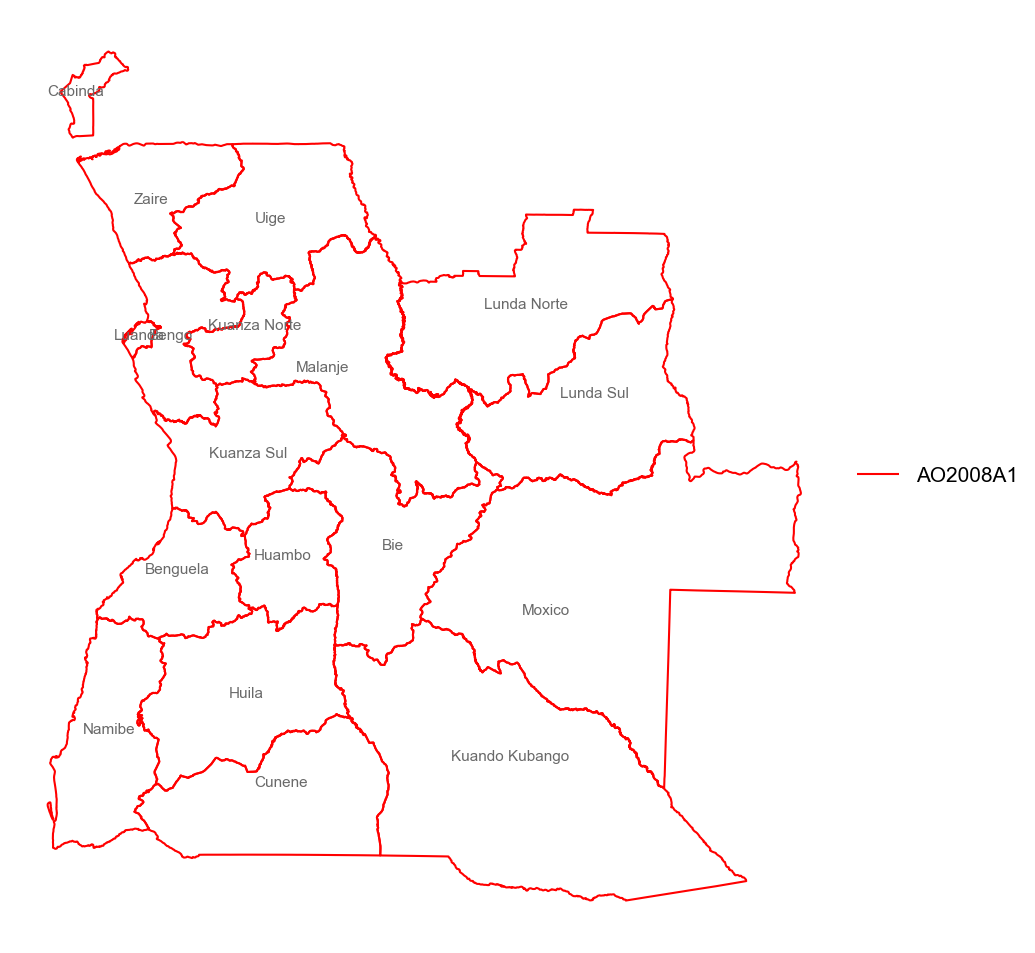 Cabinda
Zaire
Uige
Lunda Norte
Kuanza Norte
Luanda
Bengo
Malanje
Lunda Sul
Kuanza Sul
AO2008A1
Bie
Huambo
Benguela
Moxico
Huila
Namibe
Kuando Kubango
Cunene